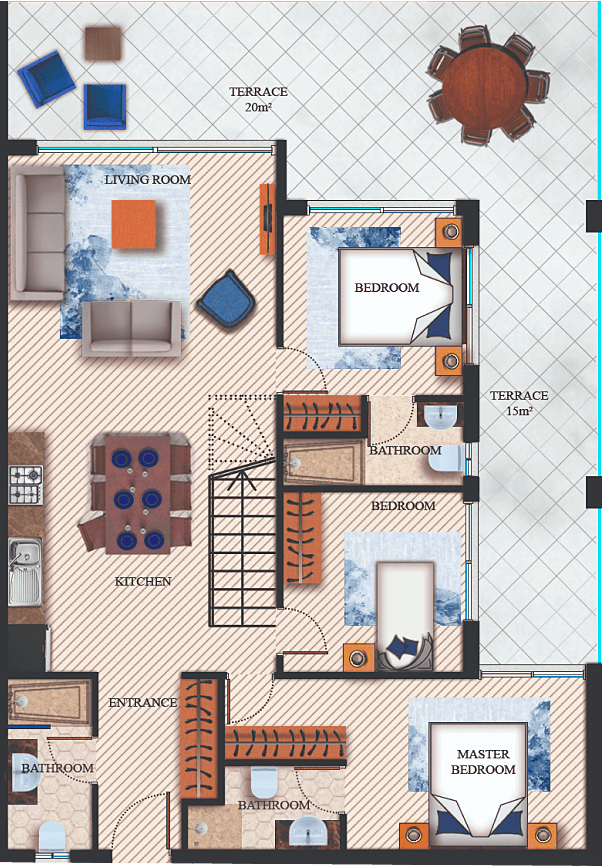 TERRACE
20m²
LIVING ROOM
BEDROOM
TERRACE
15m²
BATHROOM
BEDROOM
KITCHEN
ENTRANCE
MASTER
BEDROOM
BATHROOM
BATHROOM